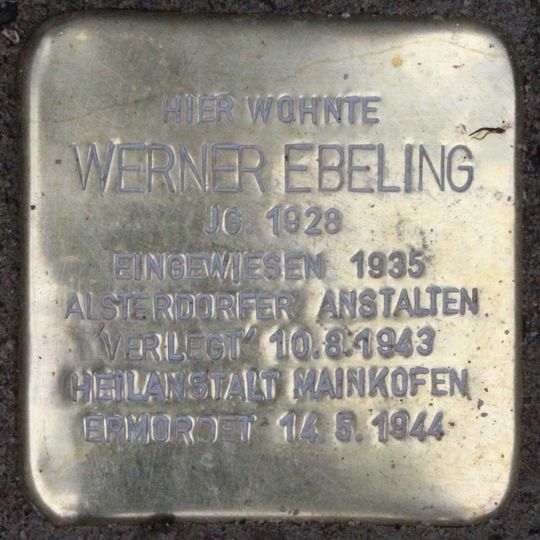 HIER WOHNTE
WERNER EBELING
JG. 1928
EINGEWIESEN 1935
ALSTERDORFER ANSTALTEN
'VERLEGT' 10.8.1943
HEILANSTALT MAINKOFEN
ERMORDET 14.5.1944